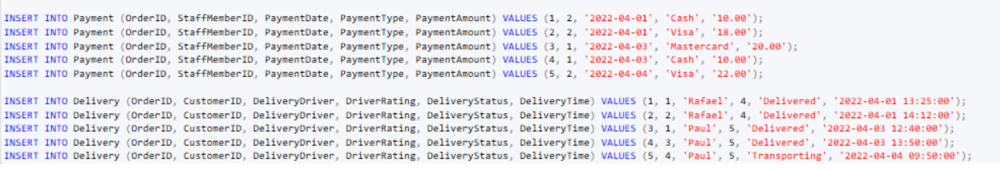 INSERT INTO Payment (OrderID, StaffMemberID, PaymentDate, PaymentType, PaymentAmount) VALUES (1, 2, '2022-04-01', 'Cash', '10.00');
INSERT INTO Payment (OrderID, StaffMemberID, PaymentDate, PaymentType, PaymentAmount) VALUES (2, 2, '2022-04-01', 'Visa', '18.00');
INSERT INTO Payment (OrderID, StaffMemberID, PaymentDate, PaymentType, PaymentAmount) VALUES (3, 1, '2022-04-03', 'Mastercard', '20.00');
INSERT INTO Payment (OrderID, StaffMemberID, PaymentDate, PaymentType, PaymentAmount) VALUES (4, 1, '2022-04-03', 'Cash', '10.00');
INSERT INTO Payment (OrderID, StaffMemberID, PaymentDate, PaymentType, PaymentAmount) VALUES (5, 2, '2022-04-04', 'Visa', '22.00');
INSERT INTO Delivery (OrderID, CustomerID, DeliveryDriver, DriverRating, DeliveryStatus, DeliveryTime) VALUES (1, 1, 'Rafael', 4, 'Delivered', '2022-04-01 13:25:00');
INSERT INTO Delivery (OrderID, CustomerID, DeliveryDriver, DriverRating, DeliveryStatus, DeliveryTime) VALUES (2, 2, 'Rafael', 4, 'Delivered', '2022-04-01 14:12:00');
INSERT INTO Delivery (OrderID, CustomerID, DeliveryDriver, DriverRating, DeliveryStatus, DeliveryTime) VALUES (3, 1, 'Paul', 5, 'Delivered', '2022-04-03 12:40:00');
INSERT INTO Delivery (OrderID, CustomerID, DeliveryDriver, DriverRating, DeliveryStatus, DeliveryTime) VALUES (4, 3, 'Paul', 5, 'Delivered', '2022-04-03 13:50:00');
INSERT INTO Delivery (OrderID, CustomerID, DeliveryDriver, DriverRating, DeliveryStatus, DeliveryTime) VALUES (5, 4, 'Paul', 5, 'Transporting', '2022-04-04 09:50:00');